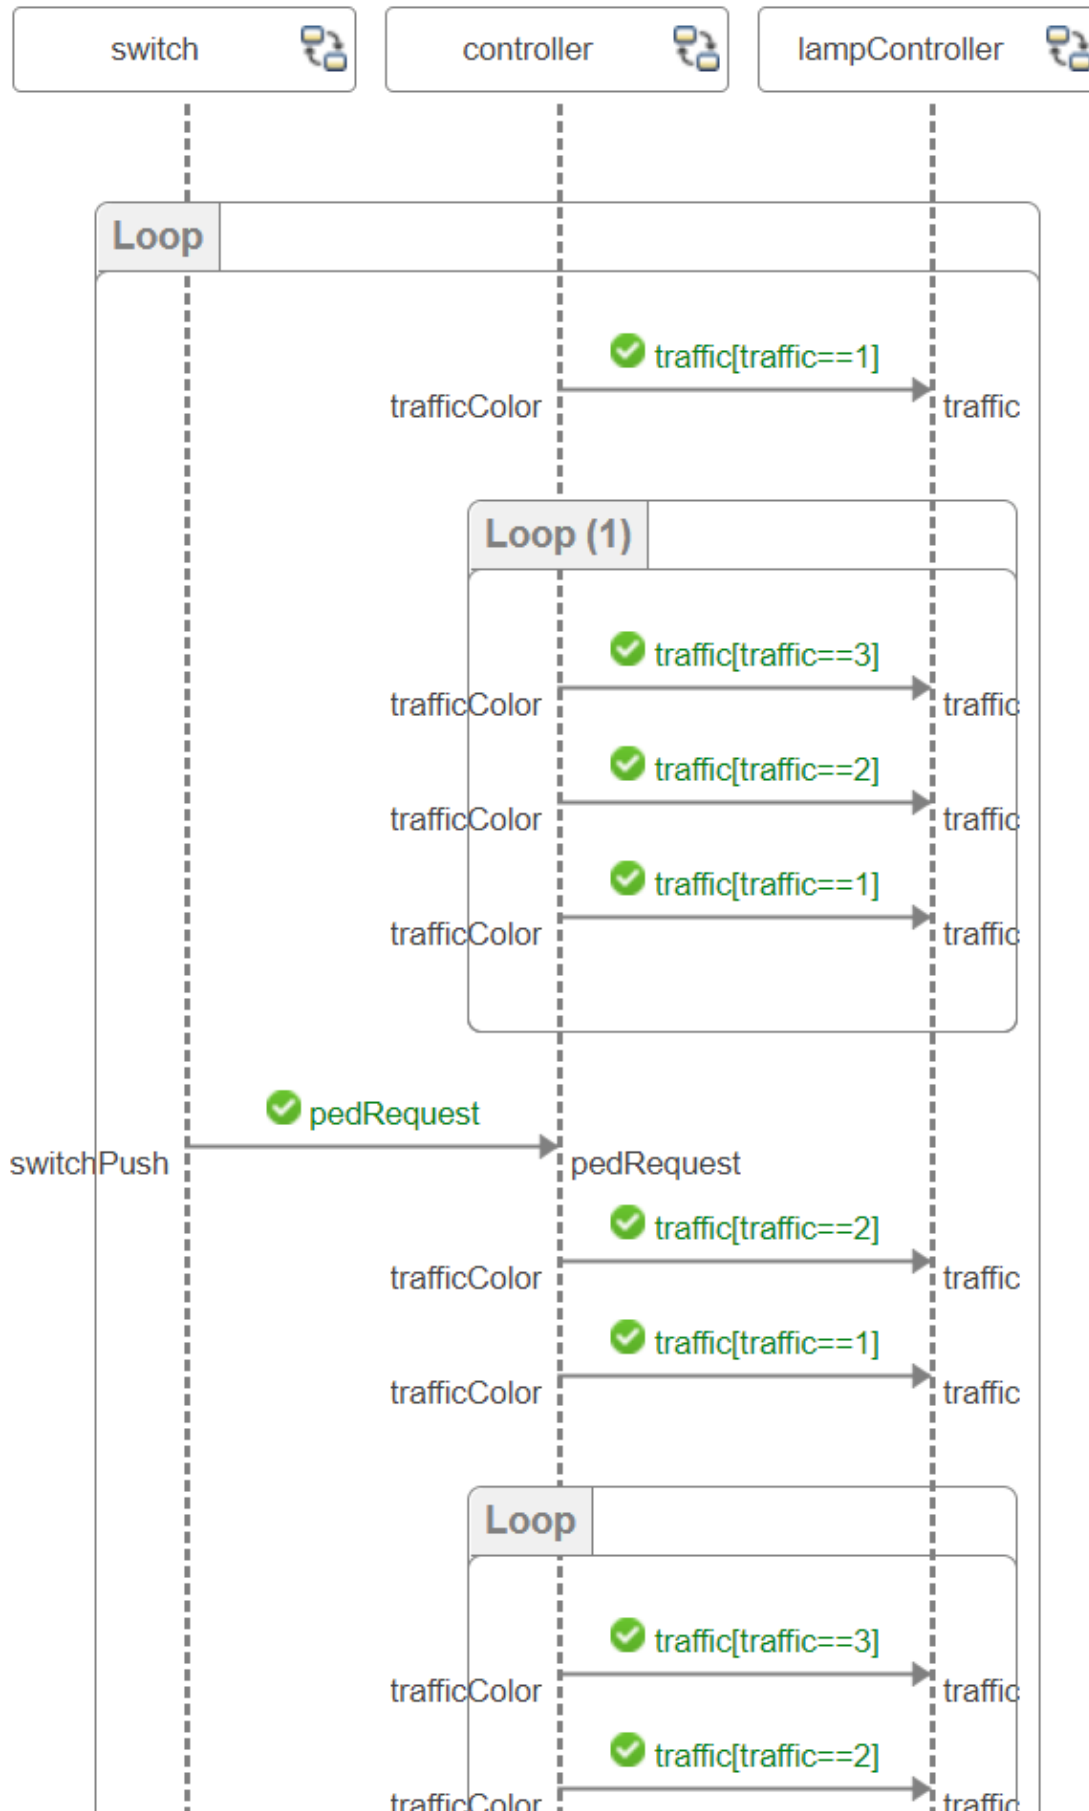 switch
controller
lampController
Loop
traffic[traffic==1]
trafficColor
traffic
Loop (1)
traffic[traffic==3]
trafficColor
traffic
traffic[traffic==2]
trafficColor
traffic
traffic[traffic==1]
trafficColor
traffic
pedRequest
switchPush
pedRequest
traffic[traffic==2]
trafficColor
traffic
traffic[traffic==1]
trafficColor
traffic
Loop
traffic[traffic==3]
trafficColor
traffic
traffic[traffic==2]
trafficColor
traffic